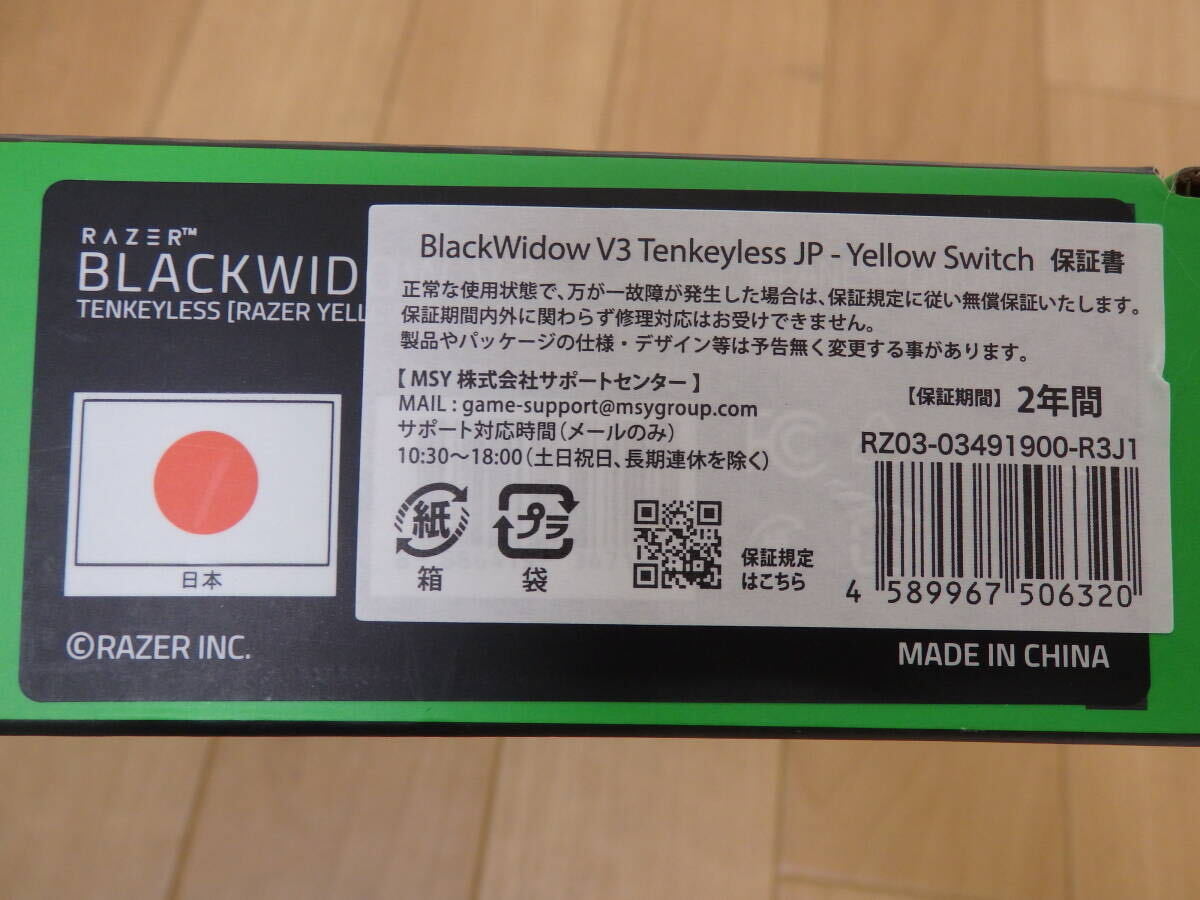 RAZER™
BLACKWID
TENKEYLESS [RAZER YELL
日本
©RAZER INC.
BlackWidow V3 Tenkeyless JP - Yellow Switch 保証書
正常な使用状態で、万が一故障が発生した場合は、保証規定に従い無償保証いたします。
保証期間内外に関わらず修理対応はお受けできません。
製品やパッケージの仕様・デザイン等は予告無く変更する事があります。
【 MSY 株式会社サポートセンター 】
MAIL : game-support@msygroup.com
サポート対応時間（メールのみ）
10:30～18:00（土日祝日、長期連休を除く）
【保証期間】 2年間
RZ03-03491900-R3J1
紙
箱
プラ
袋
保証規定
はこちら
4 589967 506320
MADE IN CHINA